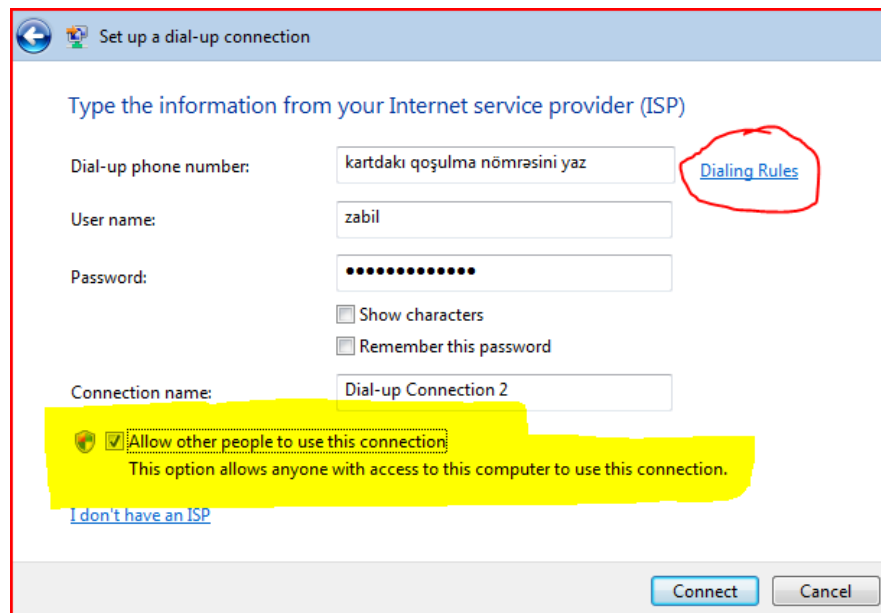 Set up a dial-up connection
Type the information from your Internet service provider (ISP)
Dial-up phone number: kartdakı qoşulma nömrəsini yaz Dialing Rules
User name: zabil
Password: •••••••••••••
Show characters
Remember this password
Connection name: Dial-up Connection 2
Allow other people to use this connection
This option allows anyone with access to this computer to use this connection.
I don't have an ISP
Connect Cancel